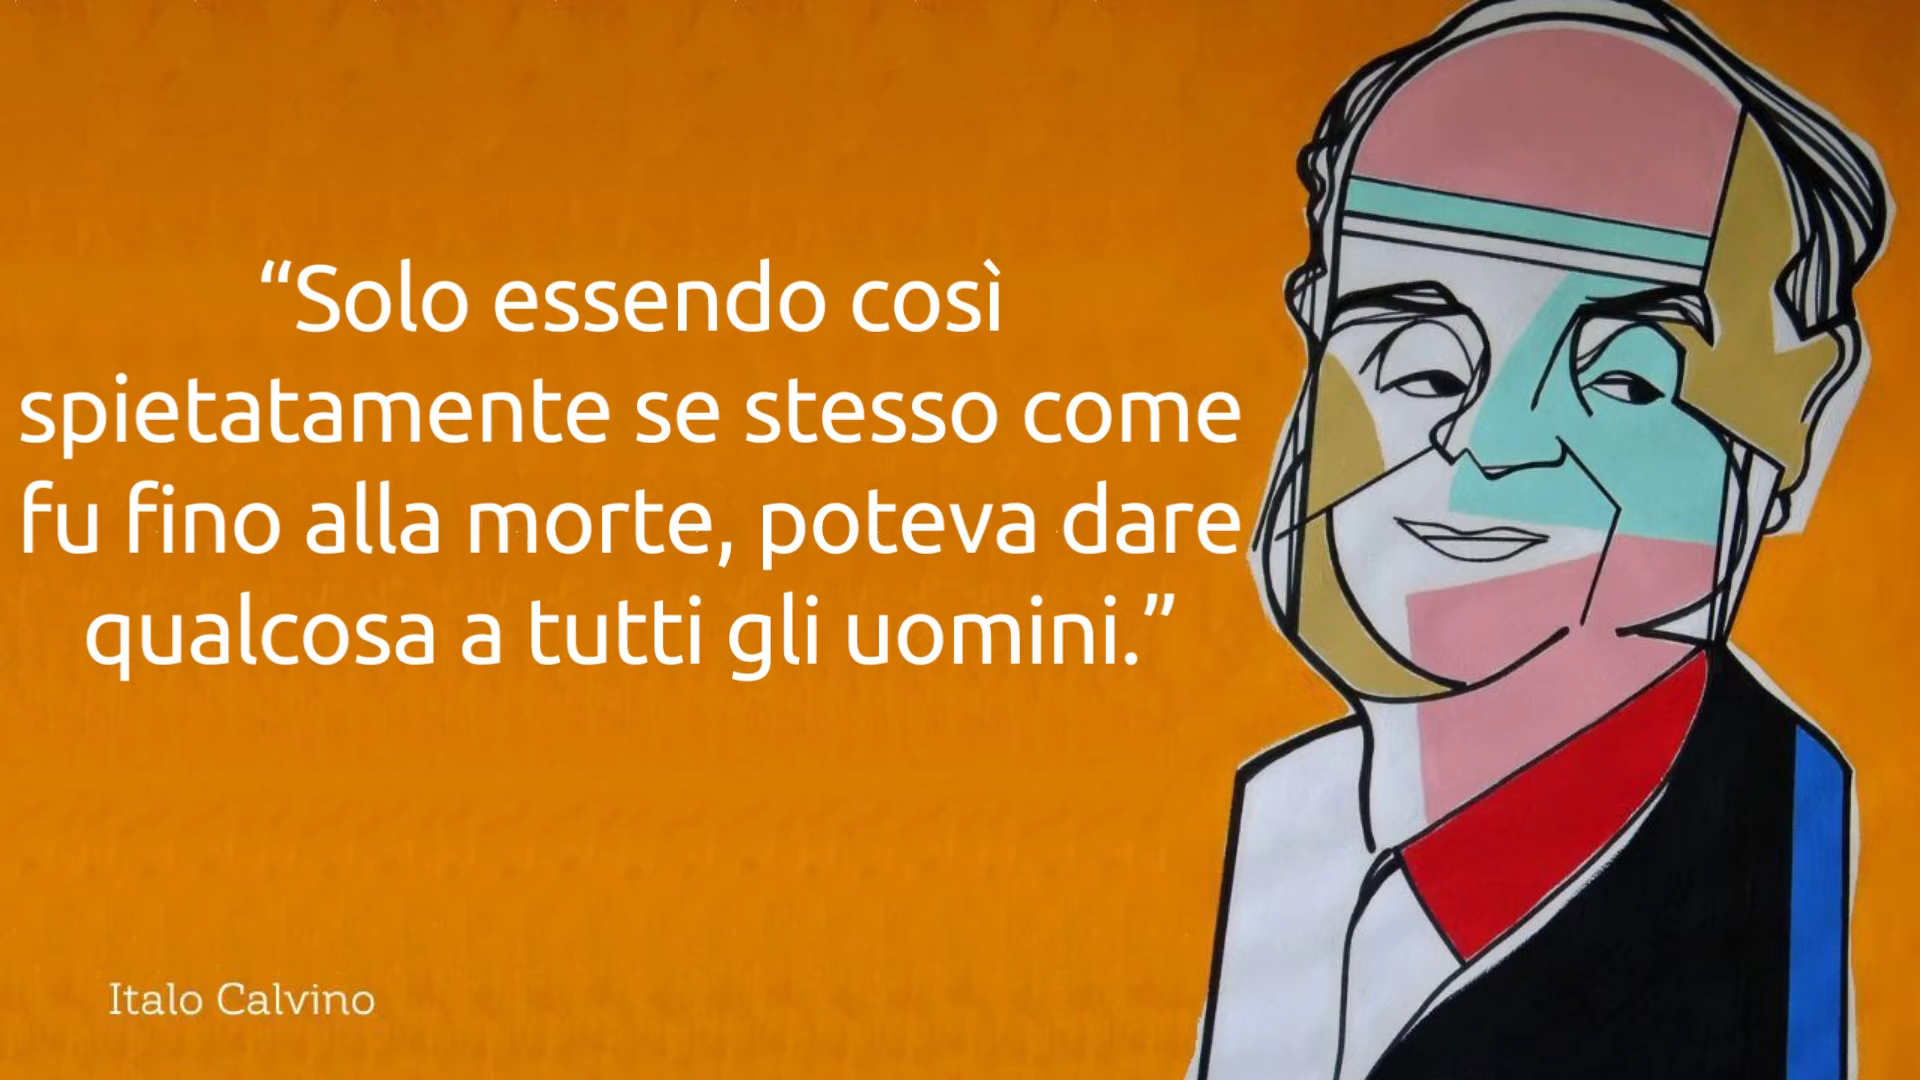 “Solo essendo così
spietatamente se stesso come
fu fino alla morte, poteva dare
qualcosa a tutti gli uomini.”
Italo Calvino